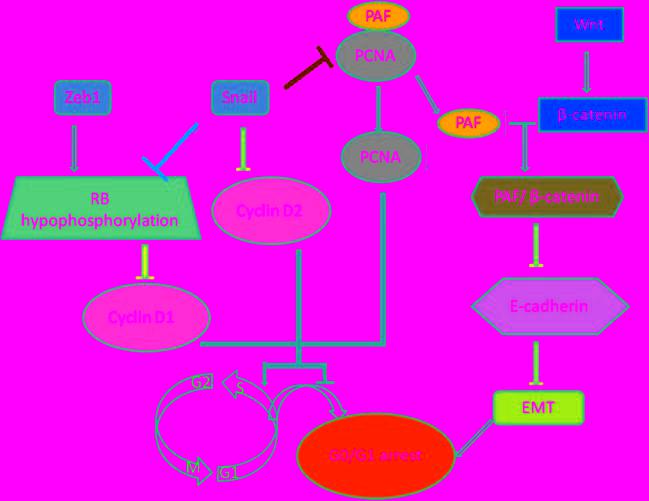 PAF
PCNA
Wnt
Zeb1
Snail
PAF
β-catenin
PCNA
RB
hypophosphorylation
Cyclin D2
PAF/ β-catenin
Cyclin D1
E-cadherin
G2
S
M
G1
EMT
G0/G1 arrest